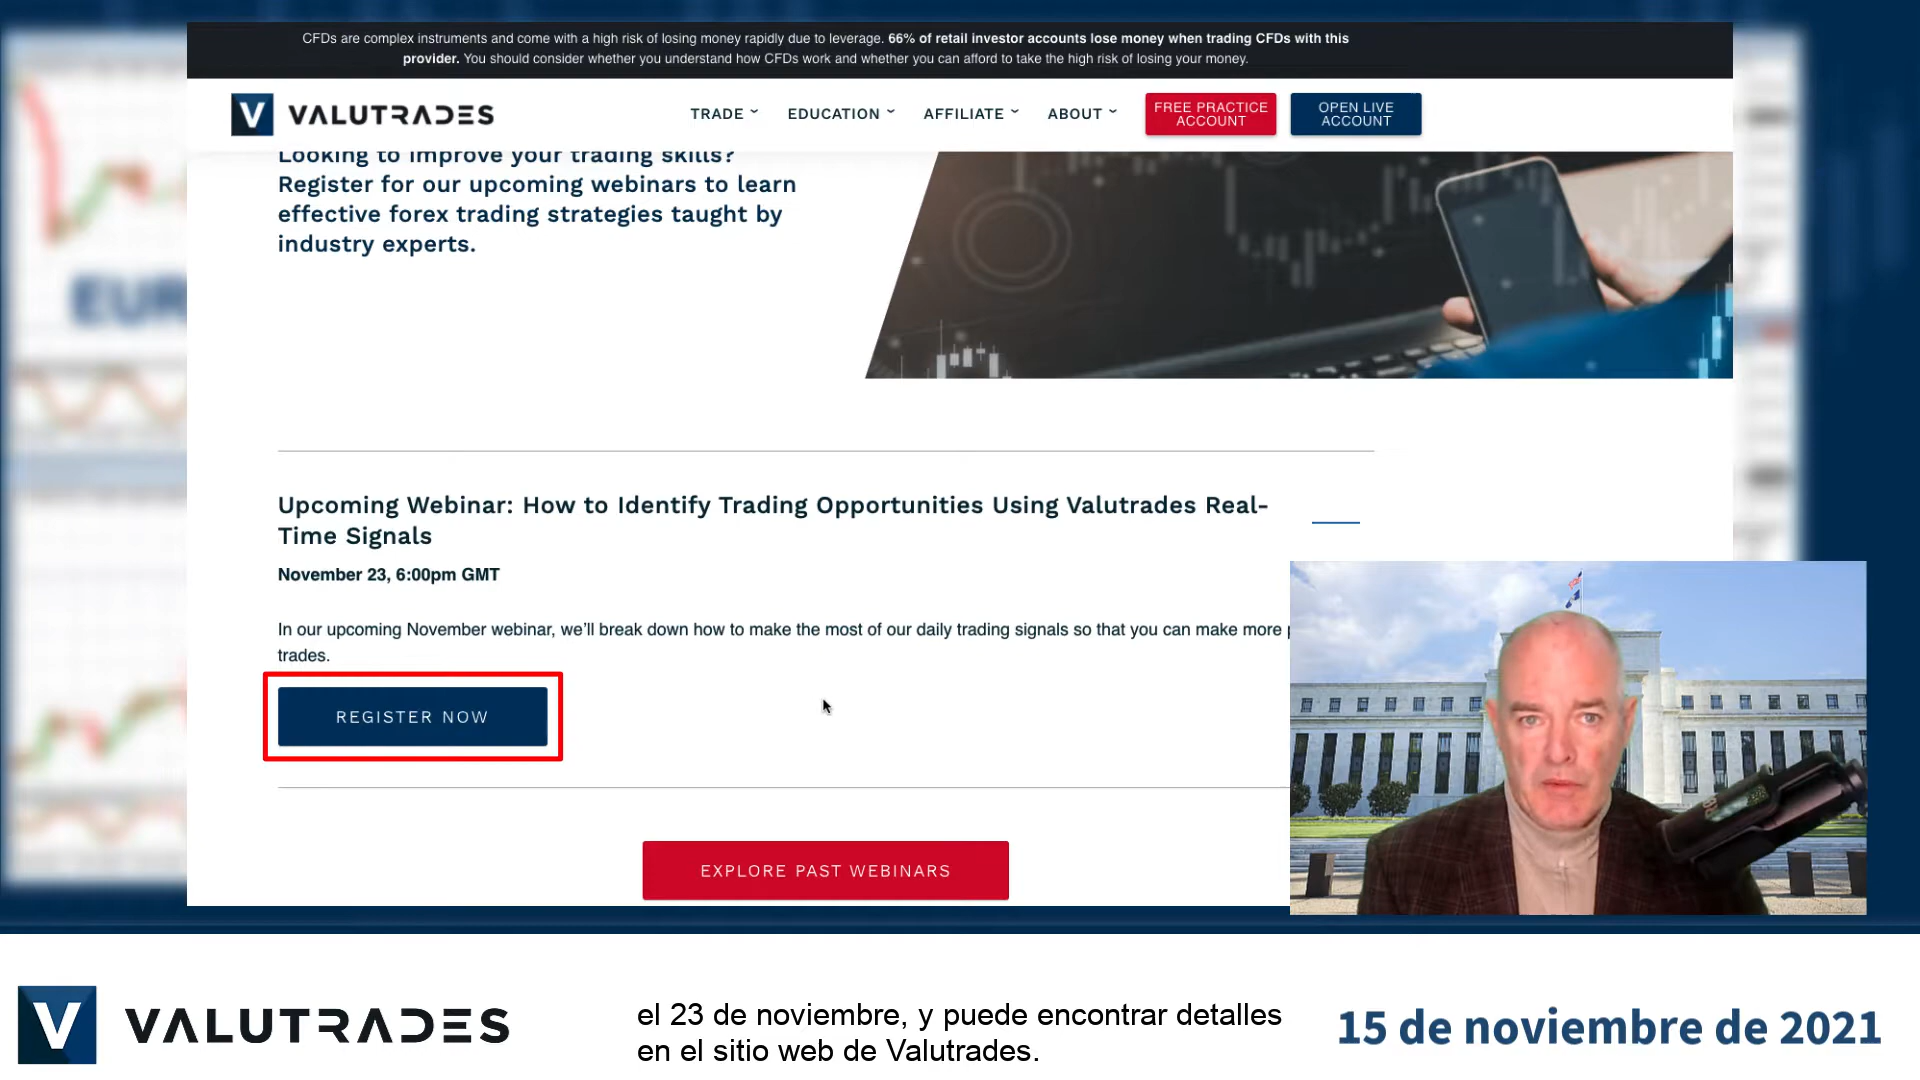 CFDs are complex instruments and come with a high risk of losing money rapidly due to leverage. 66% of retail investor accounts lose money when trading CFDs with this
provider. You should consider whether you understand how CFDs work and whether you can afford to take the high risk of losing your money.
V VALUTRADES
TRADE EDUCATION AFFILIATE ABOUT
FREE PRACTICE
ACCOUNT
OPEN LIVE
ACCOUNT
Looking to improve your trading skills?
Register for our upcoming webinars to learn
effective forex trading strategies taught by
industry experts.
EUR
Upcoming Webinar: How to Identify Trading Opportunities Using Valutrades Real-
Time Signals
November 23, 6:00pm GMT
In our upcoming November webinar, we'll break down how to make the most of our daily trading signals so that you can make more
trades.
REGISTER NOW
EXPLORE PAST WEBINARS
V VALUTRADES
el 23 de noviembre, y puede encontrar detalles
en el sitio web de Valutrades.
15 de noviembre de 2021